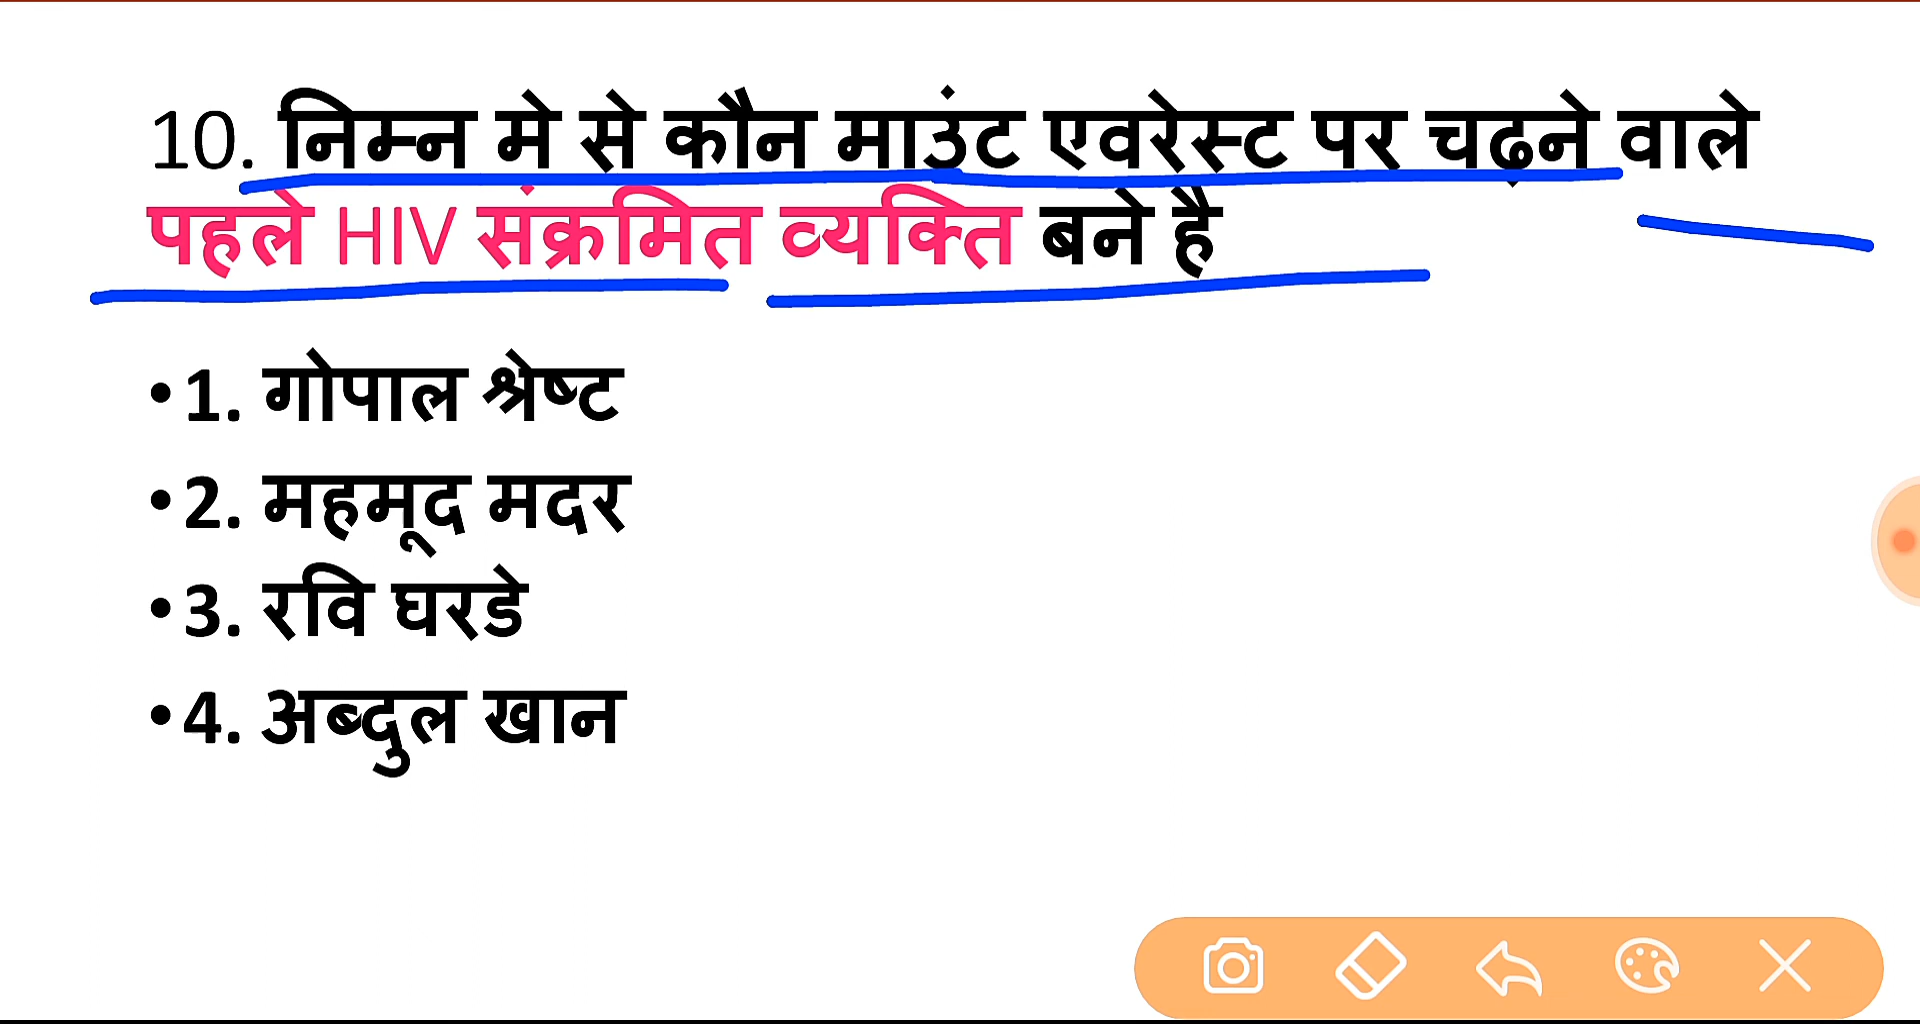 10. निम्न मे से कौन माउंट एवरेस्ट पर चढ़ने वाले
पहले HIV संक्रमित व्यक्ति बने है
•1. गोपाल श्रेष्ट
•2. महमूद मदर
•3. रवि घरडे
•4. अब्दुल खान